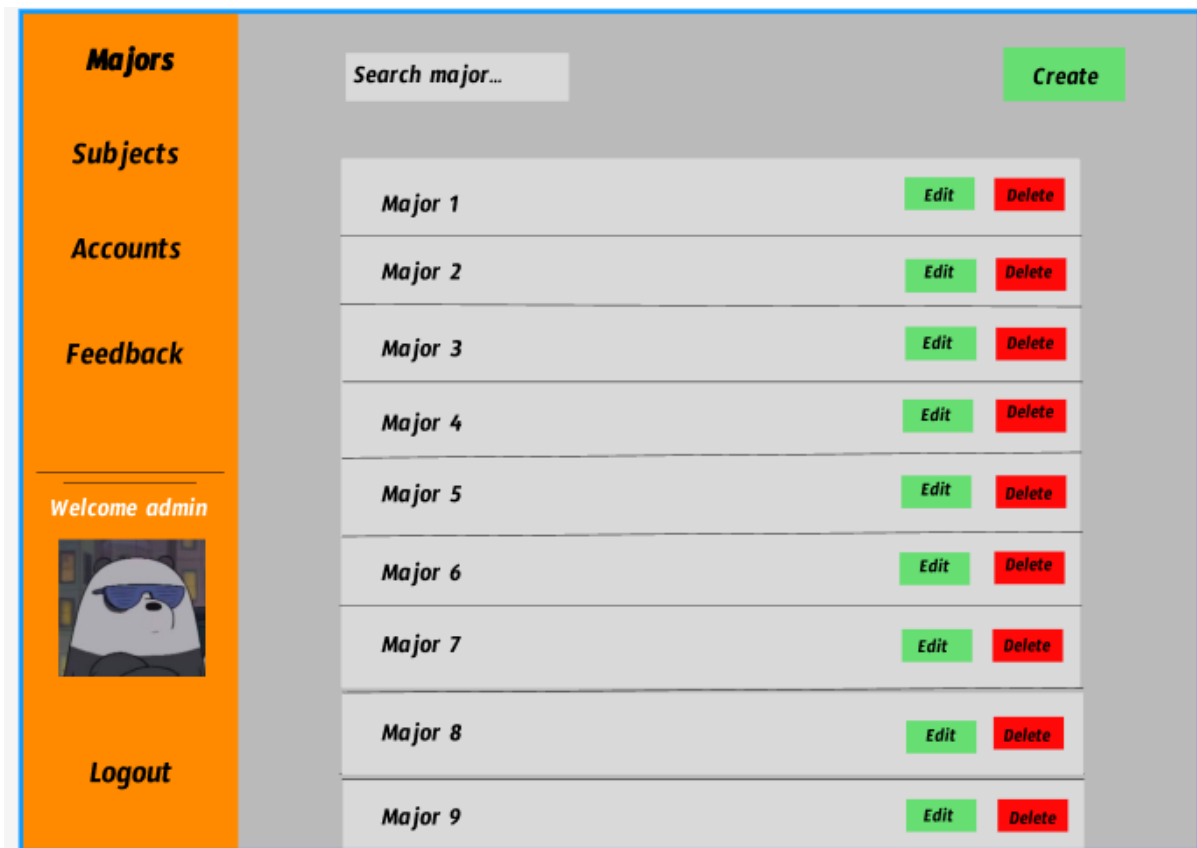 Majors
Subjects
Accounts
Feedback
Welcome admin
Logout
Search major...
Create
Major 1 Edit Delete
Major 2 Edit Delete
Major 3 Edit Delete
Major 4 Edit Delete
Major 5 Edit Delete
Major 6 Edit Delete
Major 7 Edit Delete
Major 8 Edit Delete
Major 9 Edit Delete